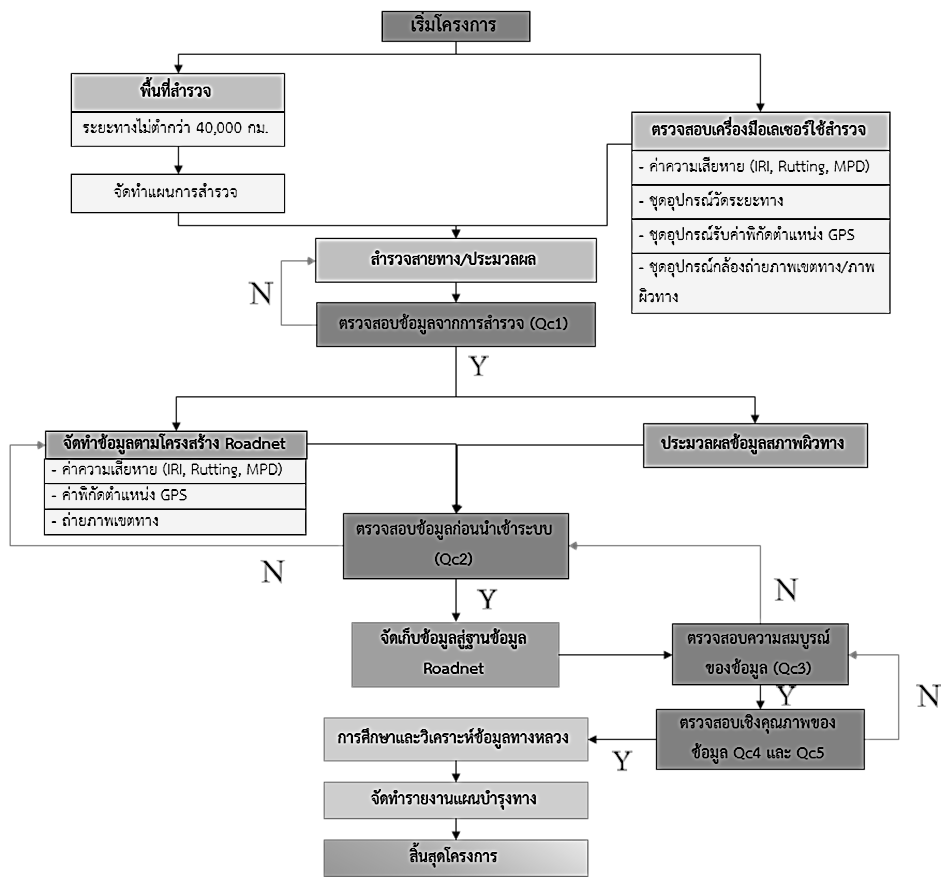 เริ่มโครงการ
พื้นที่สำรวจ
ระยะทางไม่ต่ำกว่า 40,000 กม.
จัดทำแผนการสำรวจ
ตรวจสอบเครื่องมือเลเซอร์ใช้สำรวจ
- ค่าความเสียหาย (IRI, Rutting, MPD)
- ชุดอุปกรณ์วัดระยะทาง
- ชุดอุปกรณ์รับค่าพิกัดตำแหน่ง GPS
- ชุดอุปกรณ์กล้องถ่ายภาพเขตทาง/ภาพ
ผิวทาง
สำรวจสายทาง/ประมวลผล
N
ตรวจสอบข้อมูลจากการสำรวจ (Qc1)
Y
จัดทำข้อมูลตามโครงสร้าง Roadnet
- ค่าความเสียหาย (IRI, Rutting, MPD)
- ค่าพิกัดตำแหน่ง GPS
- ถ่ายภาพเขตทาง
ประมวลผลข้อมูลสภาพผิวทาง
ตรวจสอบข้อมูลก่อนนำเข้าระบบ
(Qc2)
N
Y
N
จัดเก็บข้อมูลสู่ฐานข้อมูล
Roadnet
ตรวจสอบความสมบูรณ์
ของข้อมูล (Qc3)
Y
N
ตรวจสอบเชิงคุณภาพของ
ข้อมูล Qc4 และ Qc5
Y
การศึกษาและวิเคราะห์ข้อมูลทางหลวง
จัดทำรายงานแผนบำรุงทาง
สิ้นสุดโครงการ